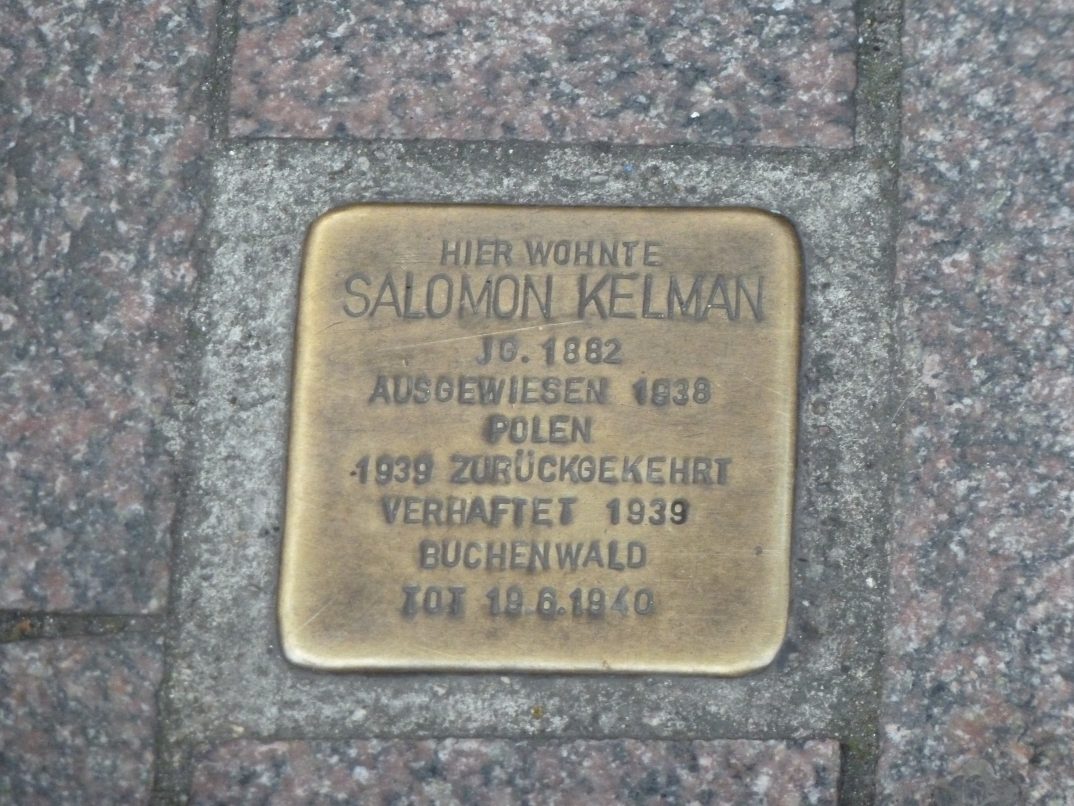 HIER WOHNTE
SALOMON KELMAN
JG. 1882
AUSGEWIESEN 1938
POLEN
1939 ZURÜCKGEKEHRT
VERHAFTET 1939
BUCHENWALD
TOT 19.6.1940